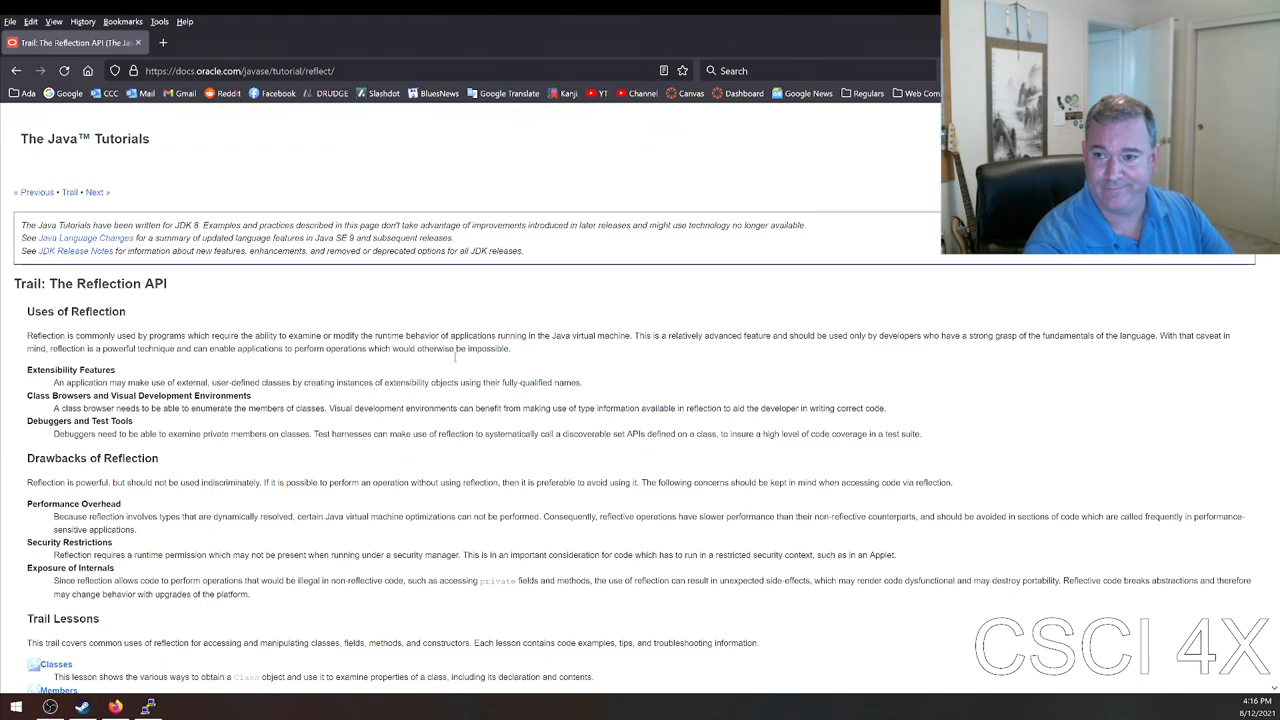 File Edit View History Bookmarks Tools Help
Trail: The Reflection API (The Ja
https://docs.oracle.com/javase/tutorial/reflect/
Search
Ada Google CCC Mail Gmail Reddit Facebook DRUDGE Slashdot BluesNews Google Translate Kanji YT Channel Canvas Dashboard Google News Regulars Web Com
The Java™ Tutorials
« Previous • Trail • Next »
The Java Tutorials have been written for JDK 8. Examples and practices described in this page don't take advantage of improvements introduced in later releases and might use technology no longer available.
See Java Language Changes for a summary of updated language features in Java SE 9 and subsequent releases.
See JDK Release Notes for information about new features, enhancements, and removed or deprecated options for all JDK releases.
Trail: The Reflection API
Uses of Reflection
Reflection is commonly used by programs which require the ability to examine or modify the runtime behavior of applications running in the Java virtual machine. This is a relatively advanced feature and should be used only by developers who have a strong grasp of the fundamentals of the language. With that caveat in
mind, reflection is a powerful technique and can enable applications to perform operations which would otherwise be impossible.
Extensibility Features
An application may make use of external, user-defined classes by creating instances of extensibility objects using their fully-qualified names.
Class Browsers and Visual Development Environments
A class browser needs to be able to enumerate the members of classes. Visual development environments can benefit from making use of type information available in reflection to aid the developer in writing correct code.
Debuggers and Test Tools
Debuggers need to be able to examine private members on classes. Test harnesses can make use of reflection to systematically call a discoverable set APIs defined on a class, to insure a high level of code coverage in a test suite.
Drawbacks of Reflection
Reflection is powerful, but should not be used indiscriminately. If it is possible to perform an operation without using reflection, then it is preferable to avoid using it. The following concerns should be kept in mind when accessing code via reflection.
Performance Overhead
Because reflection involves types that are dynamically resolved, certain Java virtual machine optimizations can not be performed. Consequently, reflective operations have slower performance than their non-reflective counterparts, and should be avoided in sections of code which are called frequently in performance-
sensitive applications.
Security Restrictions
Reflection requires a runtime permission which may not be present when running under a security manager. This is in an important consideration for code which has to run in a restricted security context, such as in an Applet.
Exposure of Internals
Since reflection allows code to perform operations that would be illegal in non-reflective code, such as accessing private fields and methods, the use of reflection can result in unexpected side-effects, which may render code dysfunctional and may destroy portability. Reflective code breaks abstractions and therefore
may change behavior with upgrades of the platform.
Trail Lessons
This trail covers common uses of reflection for accessing and manipulating classes, fields, methods, and constructors. Each lesson contains code examples, tips, and troubleshooting information.
Classes
This lesson shows the various ways to obtain a Class object and use it to examine properties of a class, including its declaration and contents.
Members
CSCI 4X
4:16 PM
8/12/2021